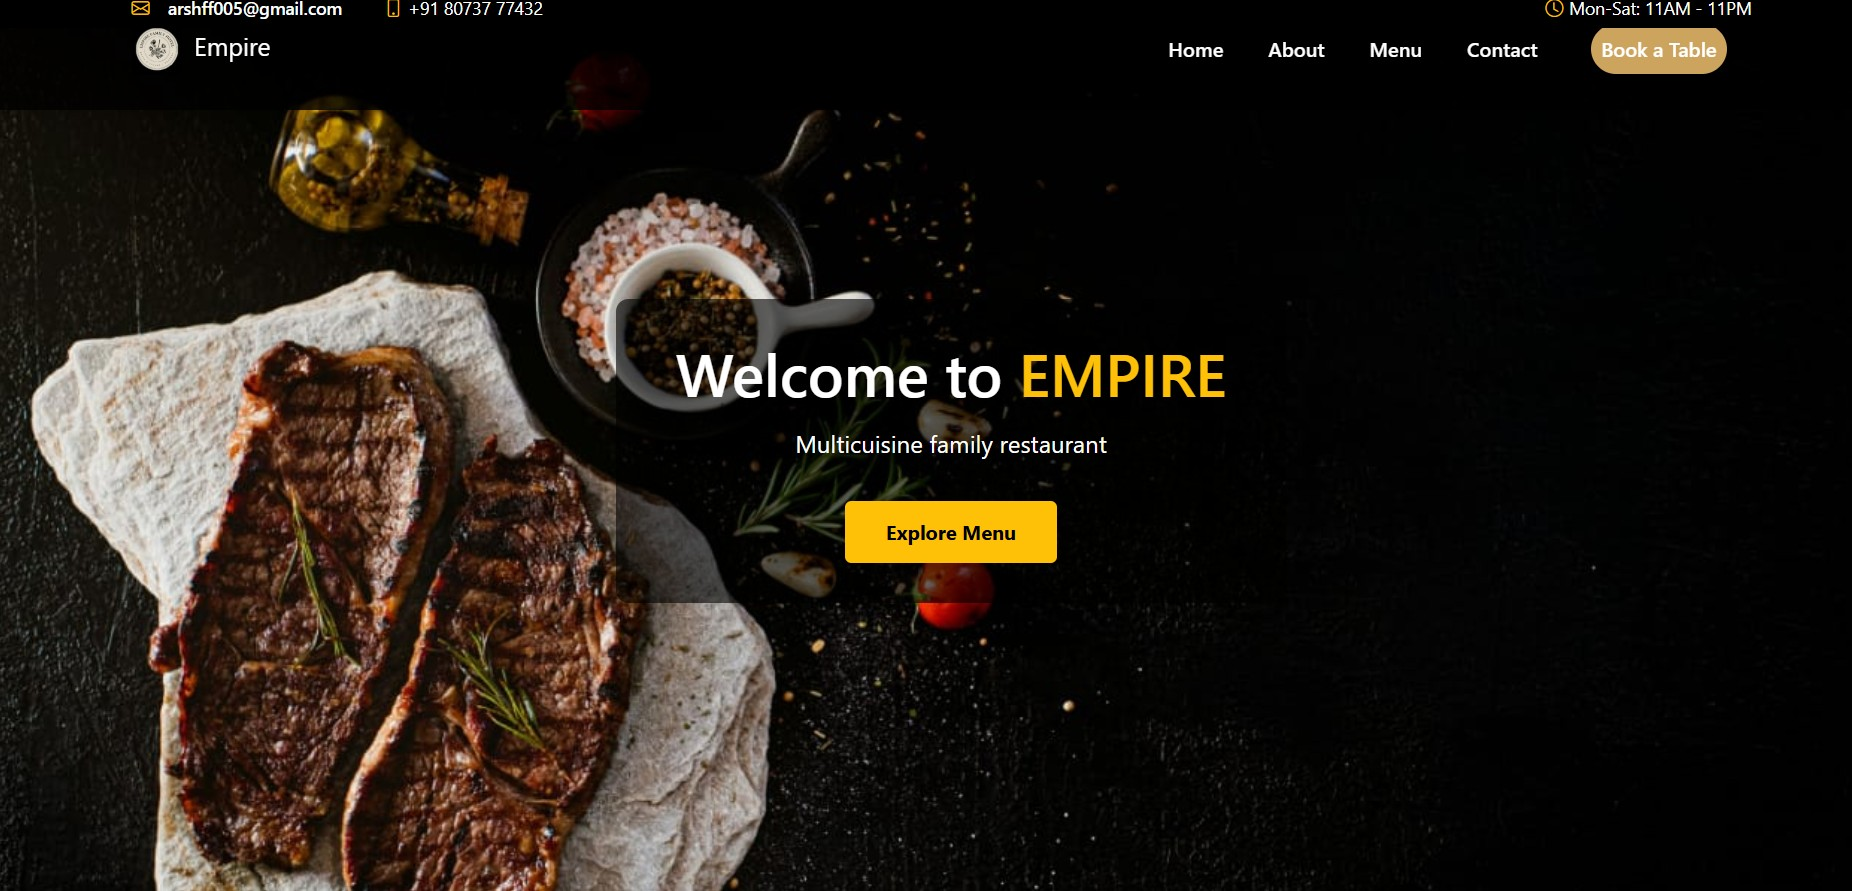 arshff005@gmail.com +91 80737 77432 Mon-Sat: 11AM - 11PM
Empire Home About Menu Contact Book a Table
Welcome to EMPIRE
Multicuisine family restaurant
Explore Menu